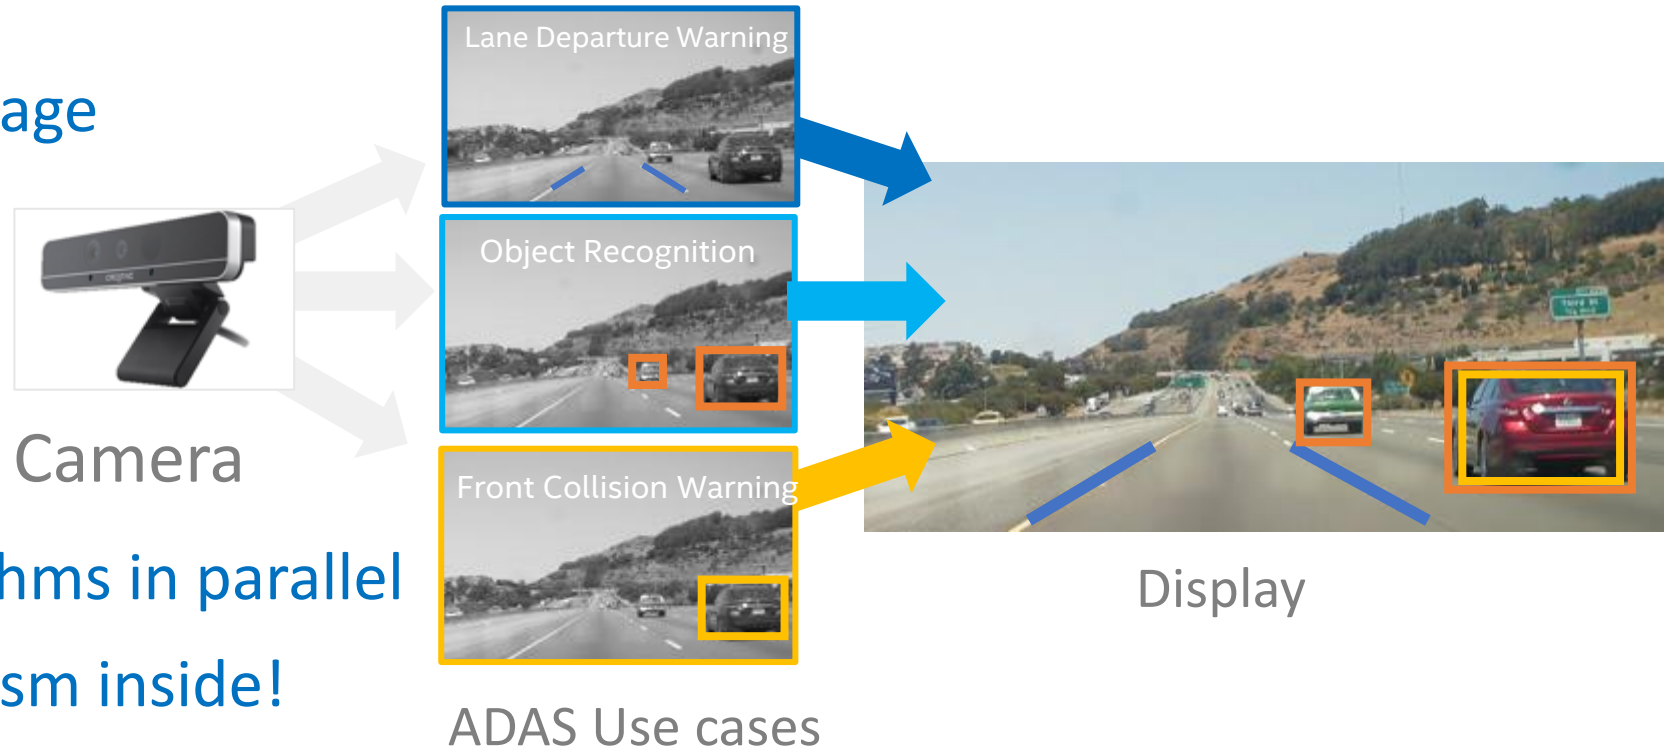 age
Camera
hms in parallel
sm inside!
Lane Departure Warning
Object Recognition
Front Collision Warning
ADAS Use cases
Display